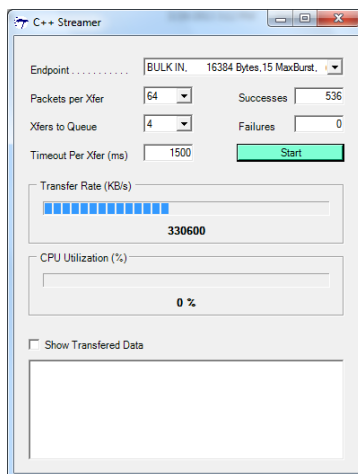 C++ Streamer
Endpoint . . . . . . . . . . . BULK IN, 16384 Bytes,15 MaxBurst,
Packets per Xfer 64 Successes 536
Xfers to Queue 4 Failures 0
Timeout Per Xfer (ms) 1500 Start
Transfer Rate (KB/s)
330600
CPU Utilization (%)
0 %
Show Transfered Data